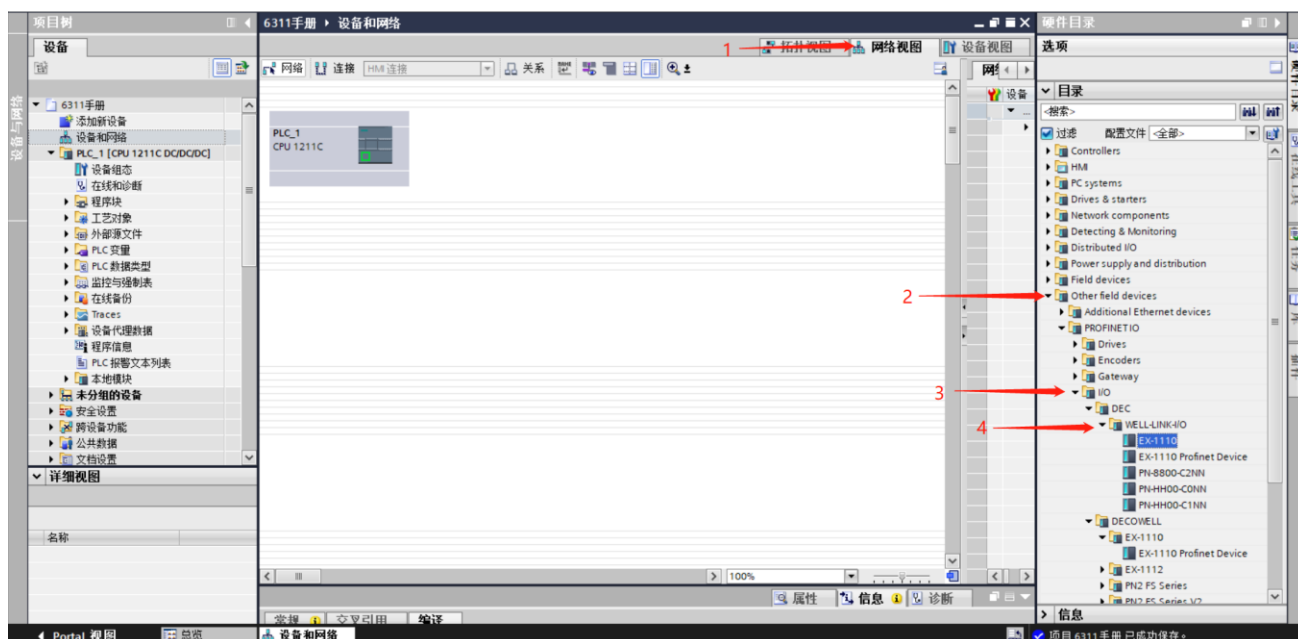 项目树
6311手册 ▸ 设备和网络
硬件目录
设备
拓扑视图
网络视图
设备视图
选项
1
网络
连接
HMI 连接
关系
设备与网络
6311手册
添加新设备
设备和网络
PLC_1 [CPU 1211C DC/DC/DC]
设备组态
在线和诊断
程序块
工艺对象
外部源文件
PLC 变量
PLC 数据类型
监控与强制表
在线备份
Traces
设备代理数据
程序信息
PLC 报警文本列表
本地模块
未分组的设备
安全设置
跨设备功能
公共数据
文档设置
详细视图
名称
PLC_1
CPU 1211C
设备
目录
<搜索>
过滤
配置文件
<全部>
Controllers
HMI
PC systems
Drives & starters
Network components
Detecting & Monitoring
Distributed I/O
Power supply and distribution
Field devices
2
Other field devices
Additional Ethernet devices
PROFINET IO
Drives
Encoders
Gateway
3
I/O
DEC
4
WELL-LINK-I/O
EX-1110
EX-1110 Profinet Device
PN-8800-C2NN
PN-HH00-C0NN
PN-HH00-C1NN
DECOWELL
EX-1110
EX-1110 Profinet Device
EX-1112
PN2 FS Series
PN2 FS Series V2
100%
属性
信息
诊断
常规
交叉引用
编译
信息
Portal 视图
总览
设备和网络
项目 6311手册 已成功保存。